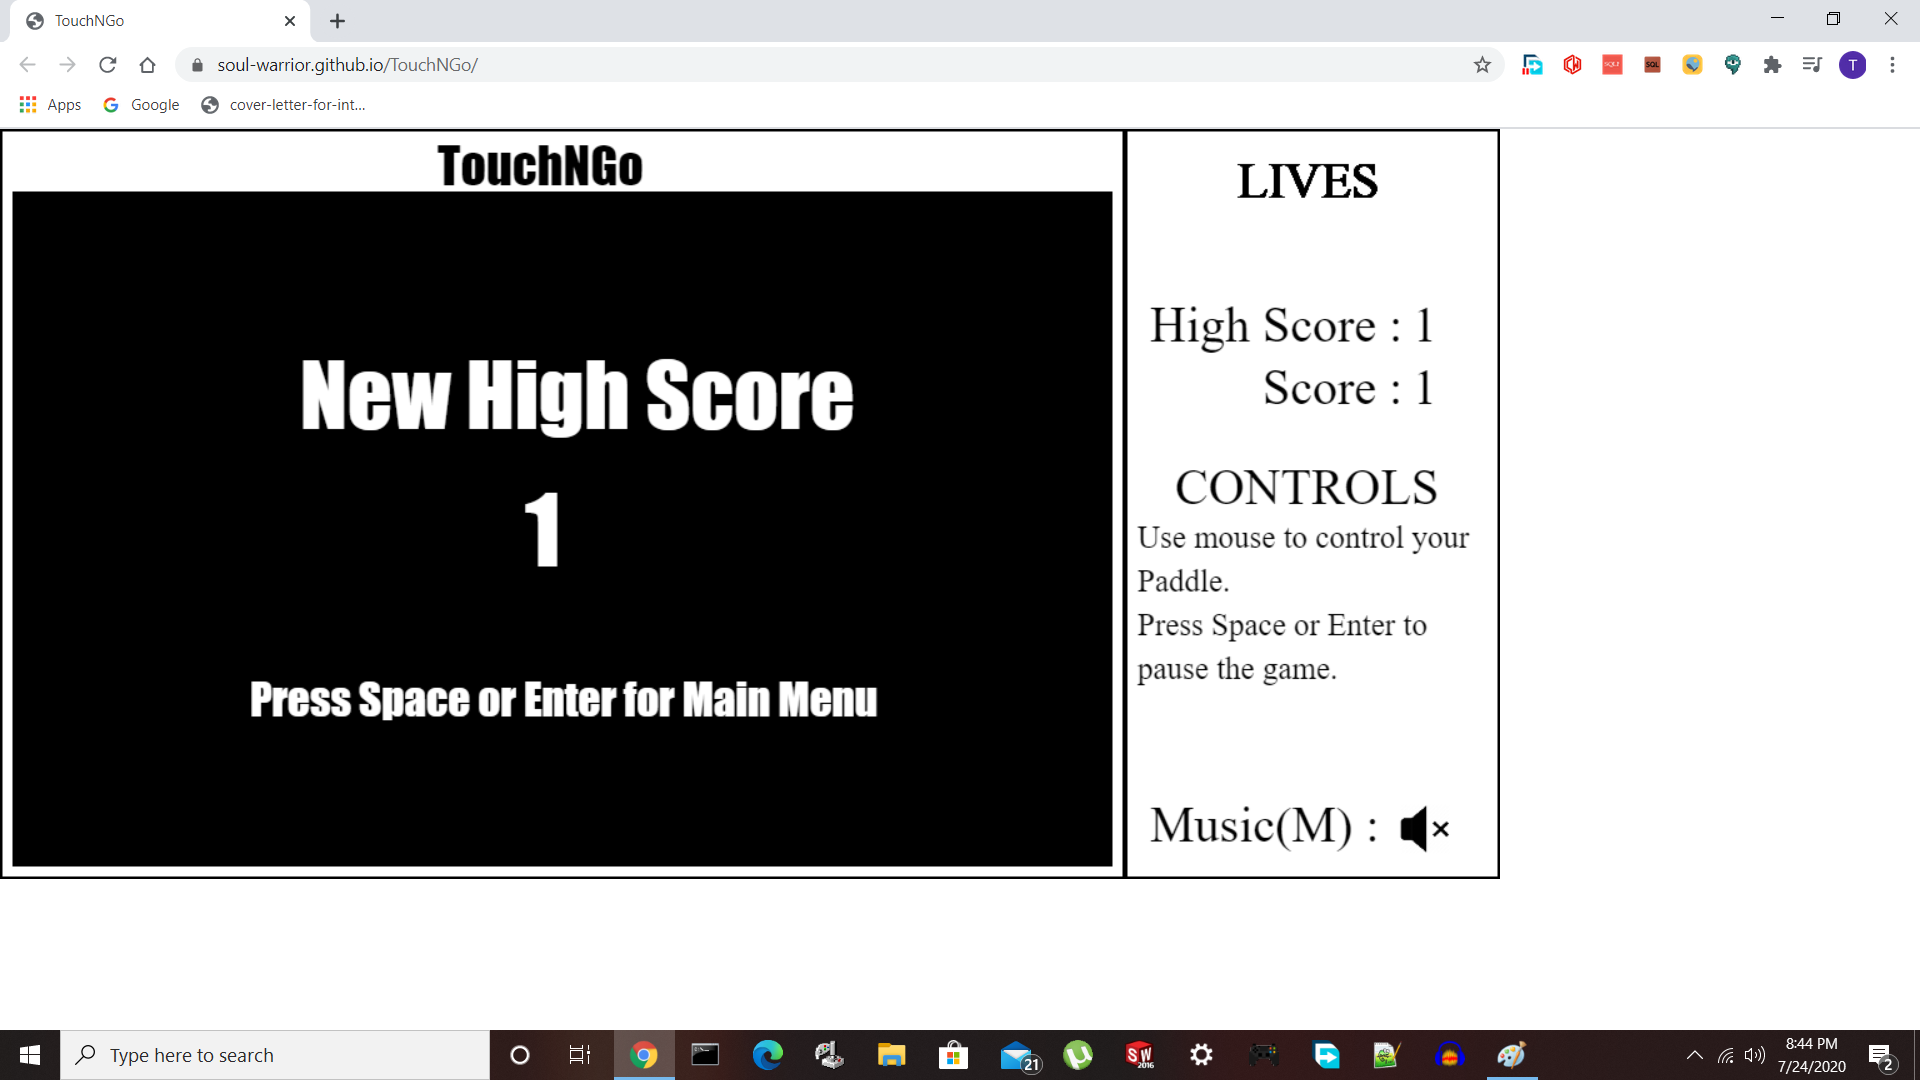 TouchNGo
soul-warrior.github.io/TouchNGo/
T
Apps
Google
cover-letter-for-int...
TouchNGo
New High Score
1
Press Space or Enter for Main Menu
LIVES
High Score : 1
Score : 1
CONTROLS
Use mouse to control your
Paddle.
Press Space or Enter to
pause the game.
Music(M) :
Type here to search
21
SW
2016
8:44 PM
7/24/2020
2